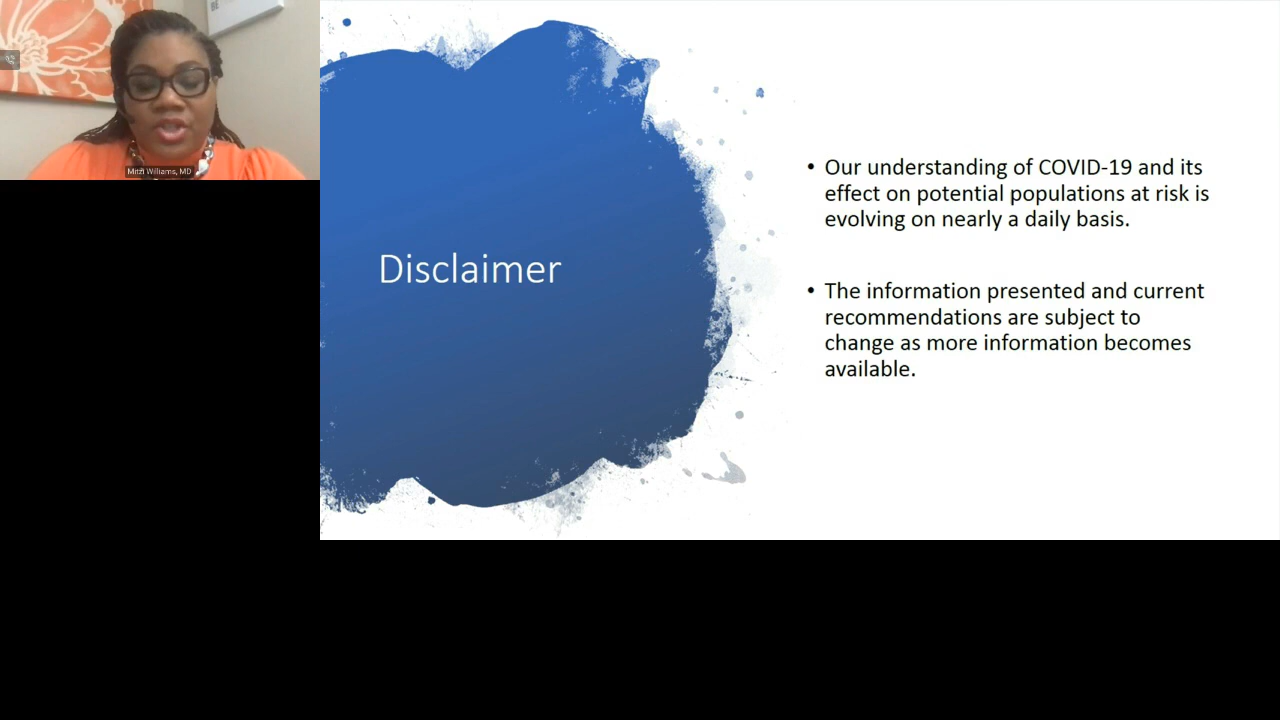 Mitzi Williams, MD
Disclaimer
• Our understanding of COVID-19 and its
effect on potential populations at risk is
evolving on nearly a daily basis.
• The information presented and current
recommendations are subject to
change as more information becomes
available.